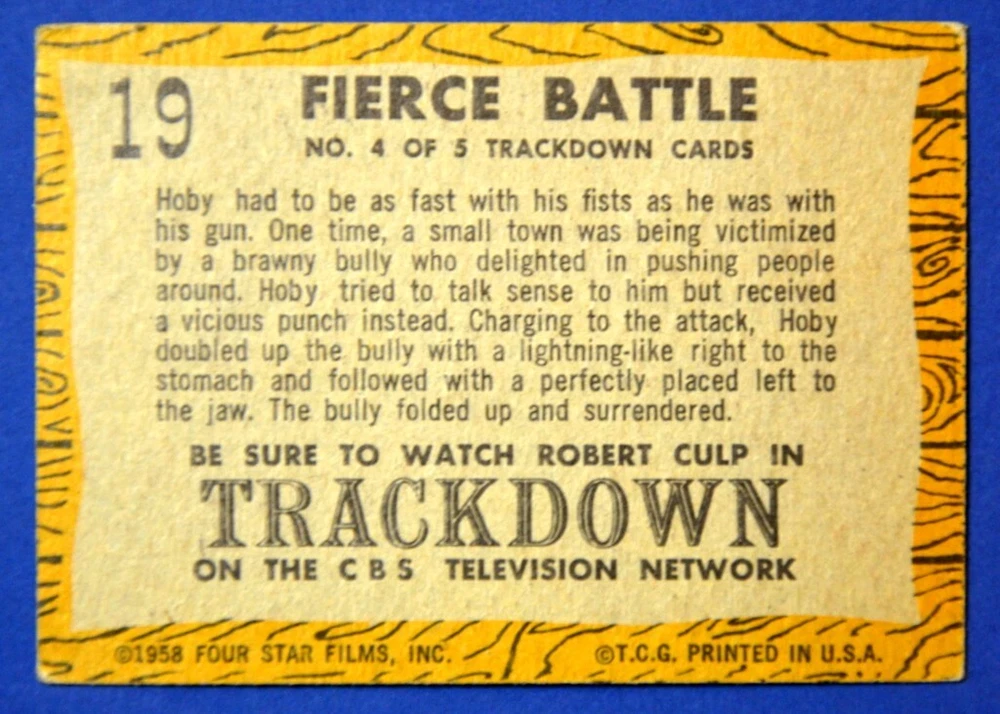 19
FIERCE BATTLE
NO. 4 OF 5 TRACKDOWN CARDS
Hoby had to be as fast with his fists as he was with
his gun. One time, a small town was being victimized
by a brawny bully who delighted in pushing people
around. Hoby tried to talk sense to him but received
a vicious punch instead. Charging to the attack, Hoby
doubled up the bully with a lightning-like right to the
stomach and followed with a perfectly placed left to
the jaw. The bully folded up and surrendered.
BE SURE TO WATCH ROBERT CULP IN
TRACKDOWN
ON THE CBS TELEVISION NETWORK
©1958 FOUR STAR FILMS, INC.
©T.C.G. PRINTED IN U.S.A.